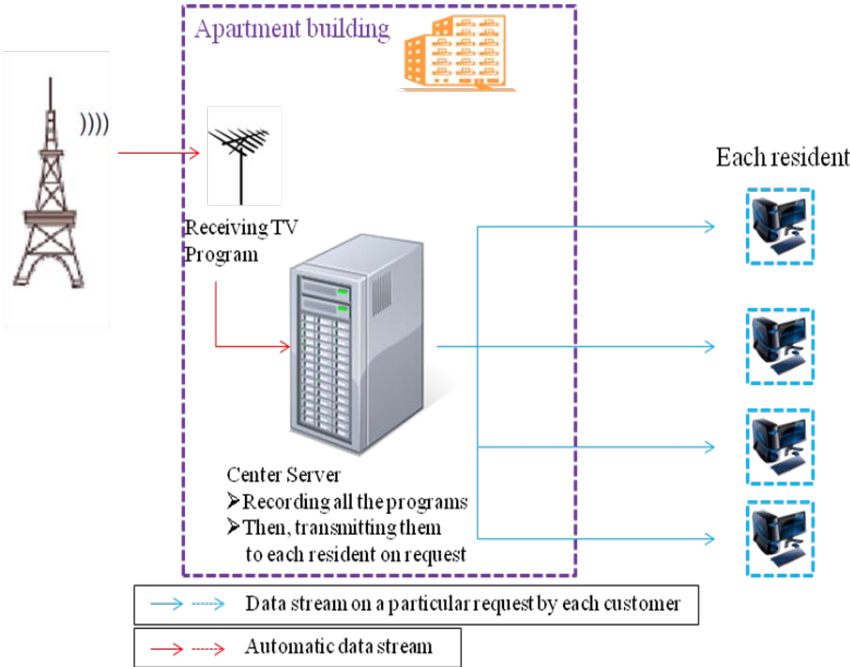 Apartment building
))))
Each resident
Receiving TV
Program
Center Server
➢Recording all the programs
➢Then, transmitting them
to each resident on request
Data stream on a particular request by each customer
Automatic data stream